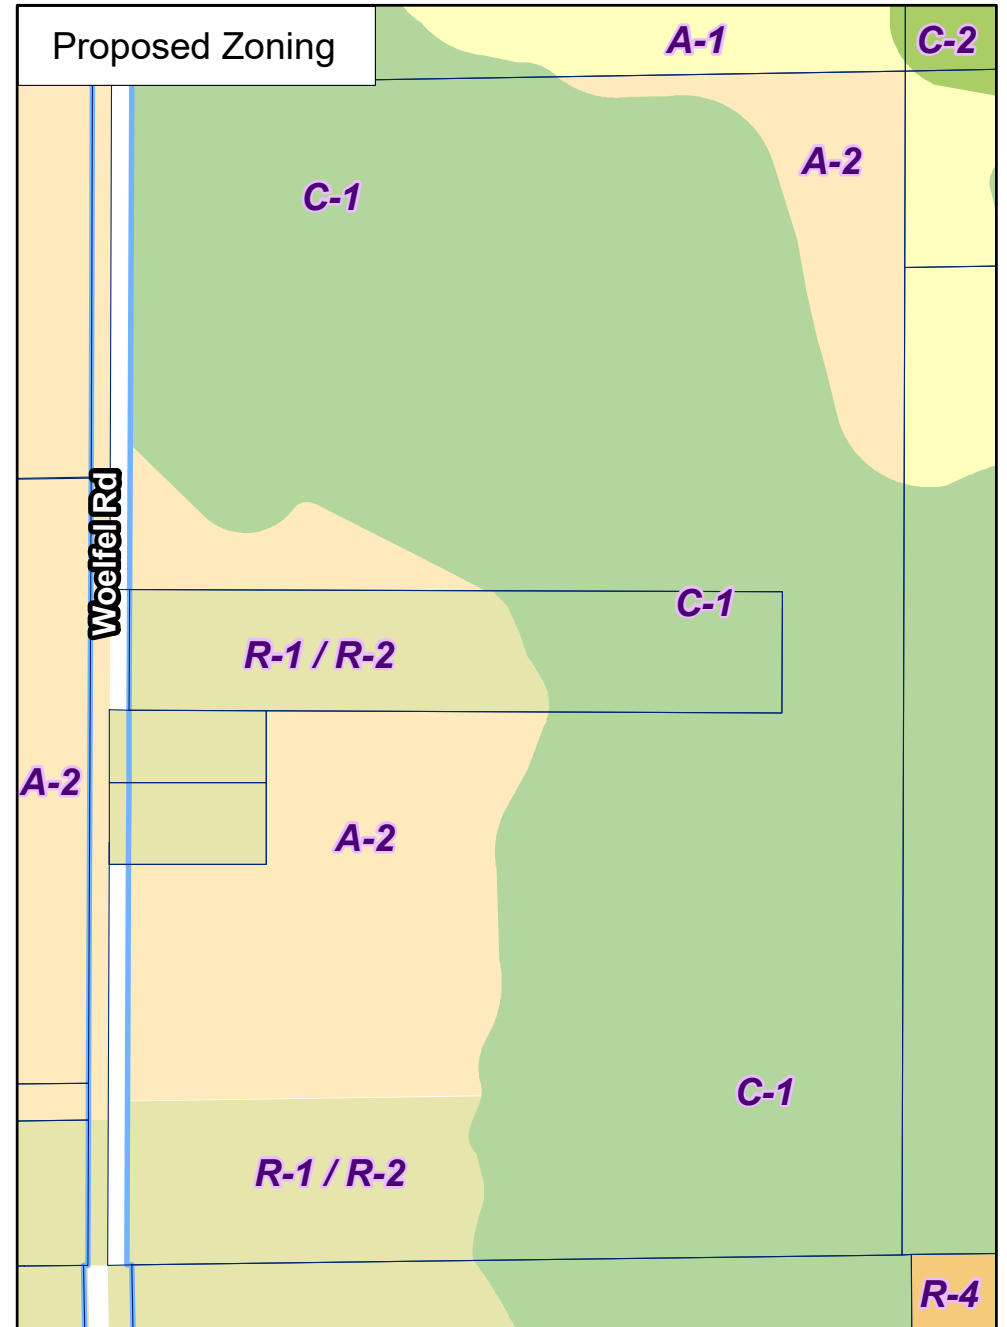 Proposed Zoning
A-1
C-2
A-2
C-1
Woelfel Rd
C-1
R-1 / R-2
A-2
A-2
C-1
R-1 / R-2
R-4